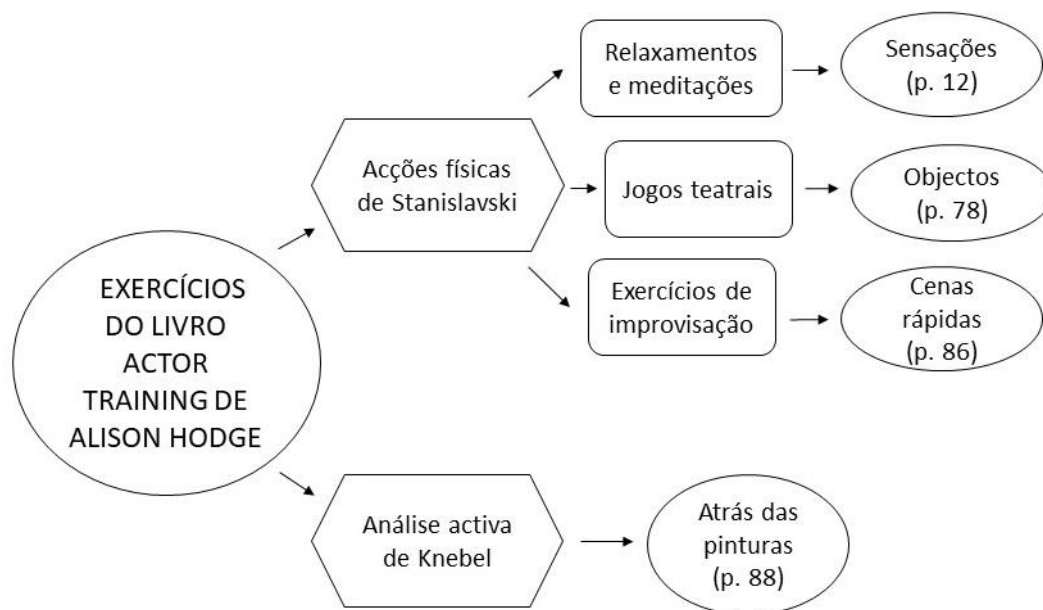 EXERCÍCIOS
DO LIVRO
ACTOR
TRAINING DE
ALISON HODGE
Acções físicas
de Stanislavski
Relaxamentos
e meditações
Sensações
(p. 12)
Jogos teatrais
Objectos
(p. 78)
Exercícios de
improvisação
Cenas
rápidas
(p. 86)
Análise activa
de Knebel
Atrás das
pinturas
(p. 88)